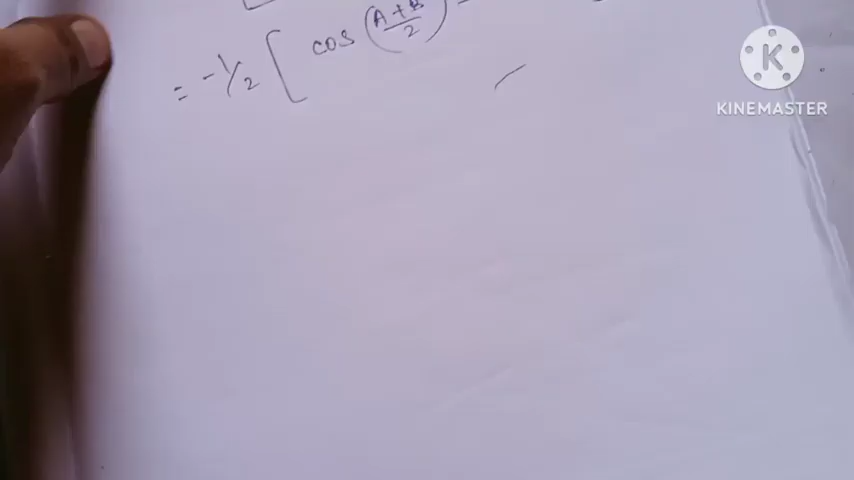 = -1/2 [ cos (A+B/2) -
K
KINEMASTER